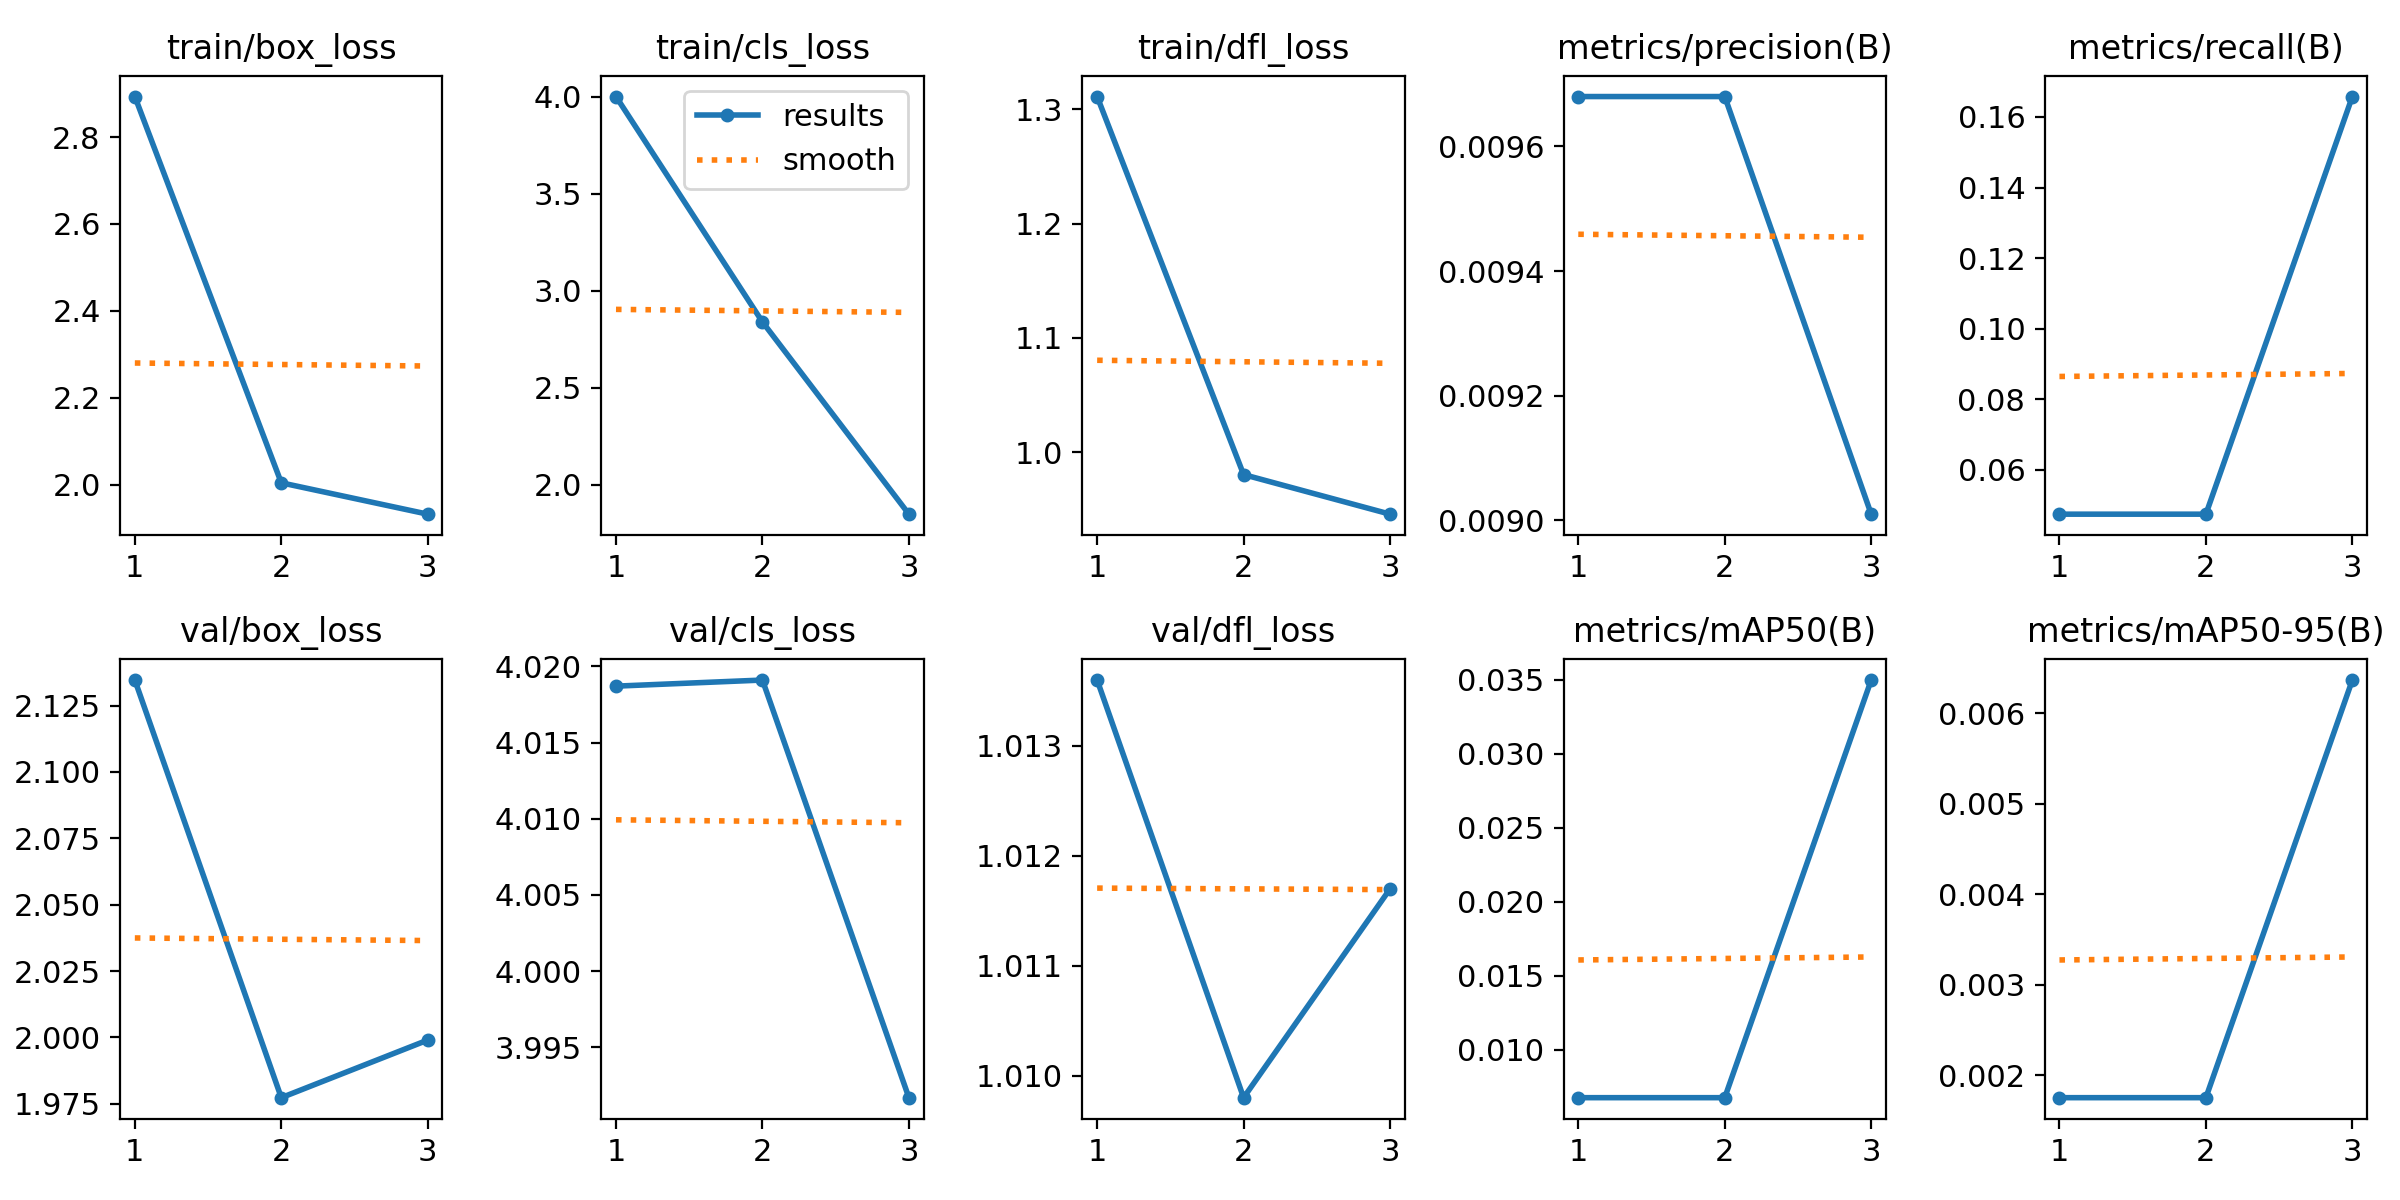 train/box_loss
2.8
2.6
2.4
2.2
2.0
1 2 3
train/cls_loss
results
smooth
4.0
3.5
3.0
2.5
2.0
1 2 3
train/dfl_loss
1.3
1.2
1.1
1.0
1 2 3
metrics/precision(B)
0.0096
0.0094
0.0092
0.0090
1 2 3
metrics/recall(B)
0.16
0.14
0.12
0.10
0.08
0.06
1 2 3
val/box_loss
2.125
2.100
2.075
2.050
2.025
2.000
1.975
1 2 3
val/cls_loss
4.020
4.015
4.010
4.005
4.000
3.995
1 2 3
val/dfl_loss
1.013
1.012
1.011
1.010
1 2 3
metrics/mAP50(B)
0.035
0.030
0.025
0.020
0.015
0.010
1 2 3
metrics/mAP50-95(B)
0.006
0.005
0.004
0.003
0.002
1 2 3